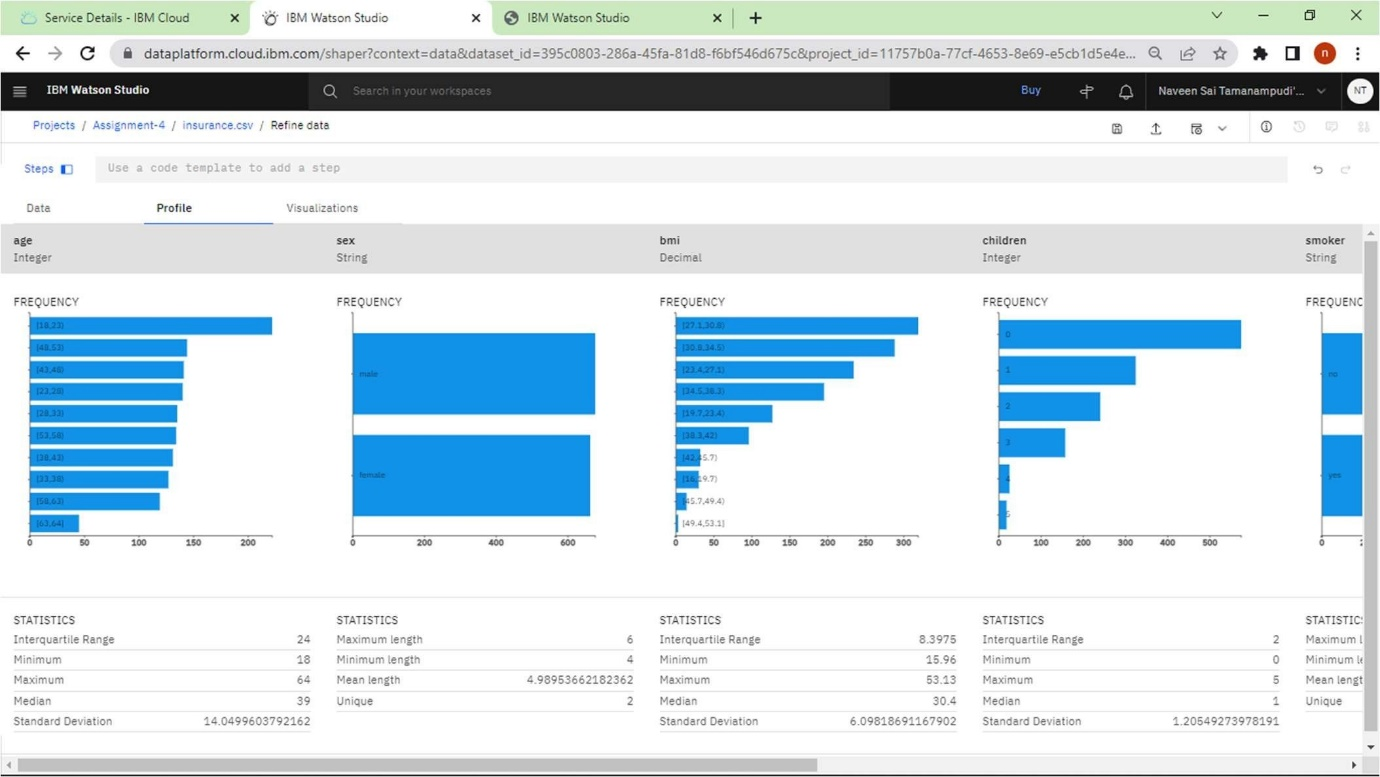 Service Details - IBM Cloud
IBM Watson Studio
IBM Watson Studio
dataplatform.cloud.ibm.com/shaper?context=data&dataset_id=395c0803-286a-45fa-81d8-f6bf546d675c&project_id=11757b0a-77cf-4653-8e69-e5cb1d5e4e...
n
IBM Watson Studio
Search in your workspaces
Buy
Naveen Sai Tamanampudi'...
NT
Projects / Assignment-4 / insurance.csv / Refine data
Steps
Use a code template to add a step
Data
Profile
Visualizations
age
Integer
FREQUENCY
[18,23)
[48,53)
[43,48)
[23,28)
[28,33)
[53,58)
[38,43)
[33,38)
[58,63)
[63,64]
0 50 100 150 200
STATISTICS
Interquartile Range 24
Minimum 18
Maximum 64
Median 39
Standard Deviation 14.0499603792162
sex
String
FREQUENCY
male
female
0 200 400 600
STATISTICS
Maximum length 6
Minimum length 4
Mean length 4.98953662182362
Unique 2
bmi
Decimal
FREQUENCY
[27.1,30.8)
[30.8,34.5)
[23.4,27.1)
[34.5,38.3)
[19.7,23.4)
[38.3,42)
[42,45.7)
[16,19.7)
[45.7,49.4)
[49.4,53.1]
0 50 100 150 200 250 300
STATISTICS
Interquartile Range 8.3975
Minimum 15.96
Maximum 53.13
Median 30.4
Standard Deviation 6.09818691167902
children
Integer
FREQUENCY
0
1
2
3
4
5
0 100 200 300 400 500
STATISTICS
Interquartile Range 2
Minimum 0
Maximum 5
Median 1
Standard Deviation 1.20549273978191
smoker
String
FREQUENC
no
yes
0
STATISTIC
Maximum l
Minimum le
Mean lengt
Unique